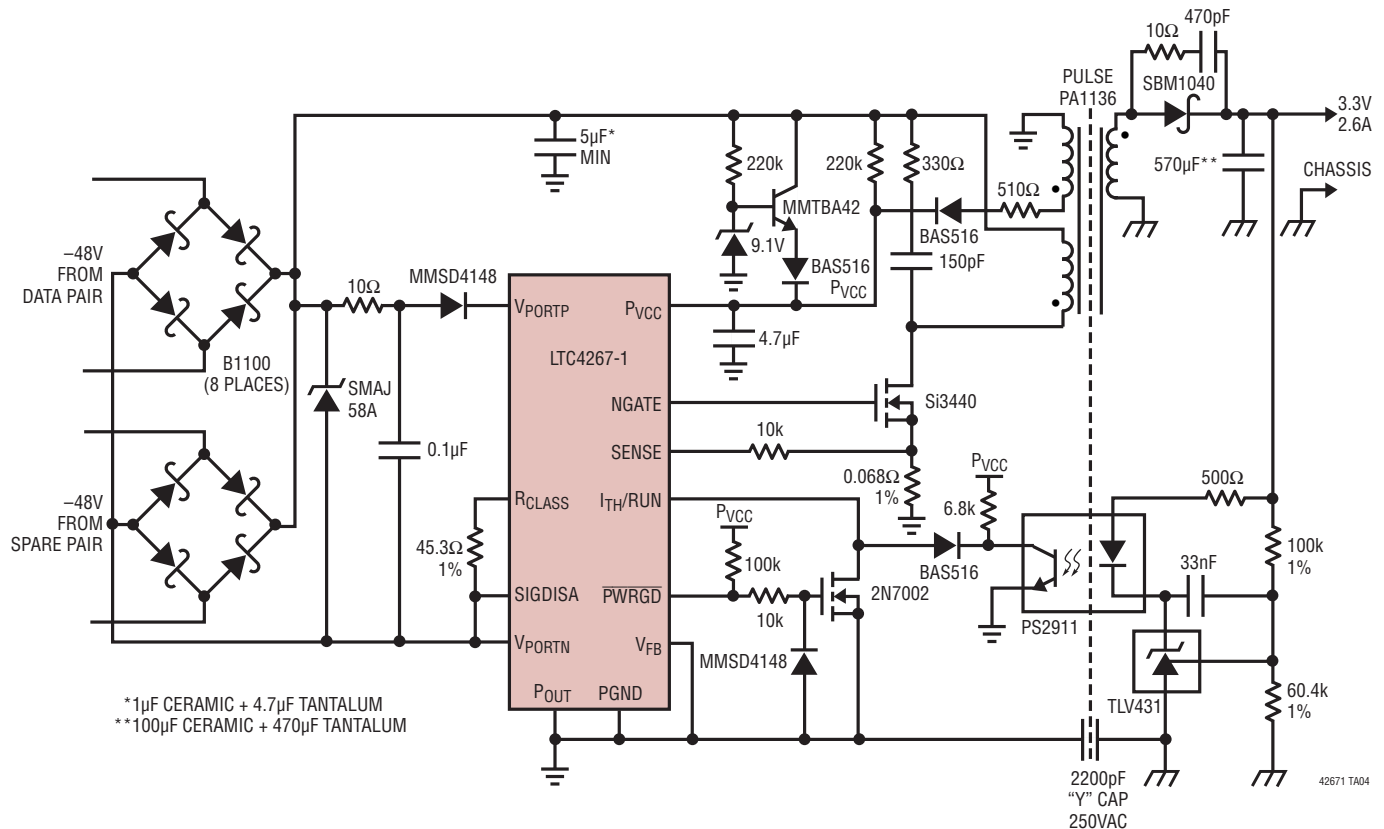 10Ω
470pF
PULSE
PA1136
SBM1040
3.3V
2.6A
5µF*
MIN
220k
220k
330Ω
570µF**
CHASSIS
510Ω
MMTBA42
BAS516
–48V
FROM
DATA PAIR
9.1V
10Ω
MMSD4148
BAS516
PVCC
150pF
VPORTP
PVCC
LTC4267-1
4.7µF
B1100
(8 PLACES)
SMAJ
58A
NGATE
Si3440
0.1µF
SENSE
10k
0.068Ω
1%
PVCC
500Ω
–48V
FROM
SPARE PAIR
RCLASS
ITH/RUN
6.8k
PVCC
45.3Ω
1%
100k
BAS516
33nF
100k
1%
SIGDISA
PWRGD
10k
2N7002
PS2911
VPORTN
VFB
MMSD4148
POUT
PGND
TLV431
60.4k
1%
*1µF CERAMIC + 4.7µF TANTALUM
**100µF CERAMIC + 470µF TANTALUM
2200pF
“Y” CAP
250VAC
42671 TA04